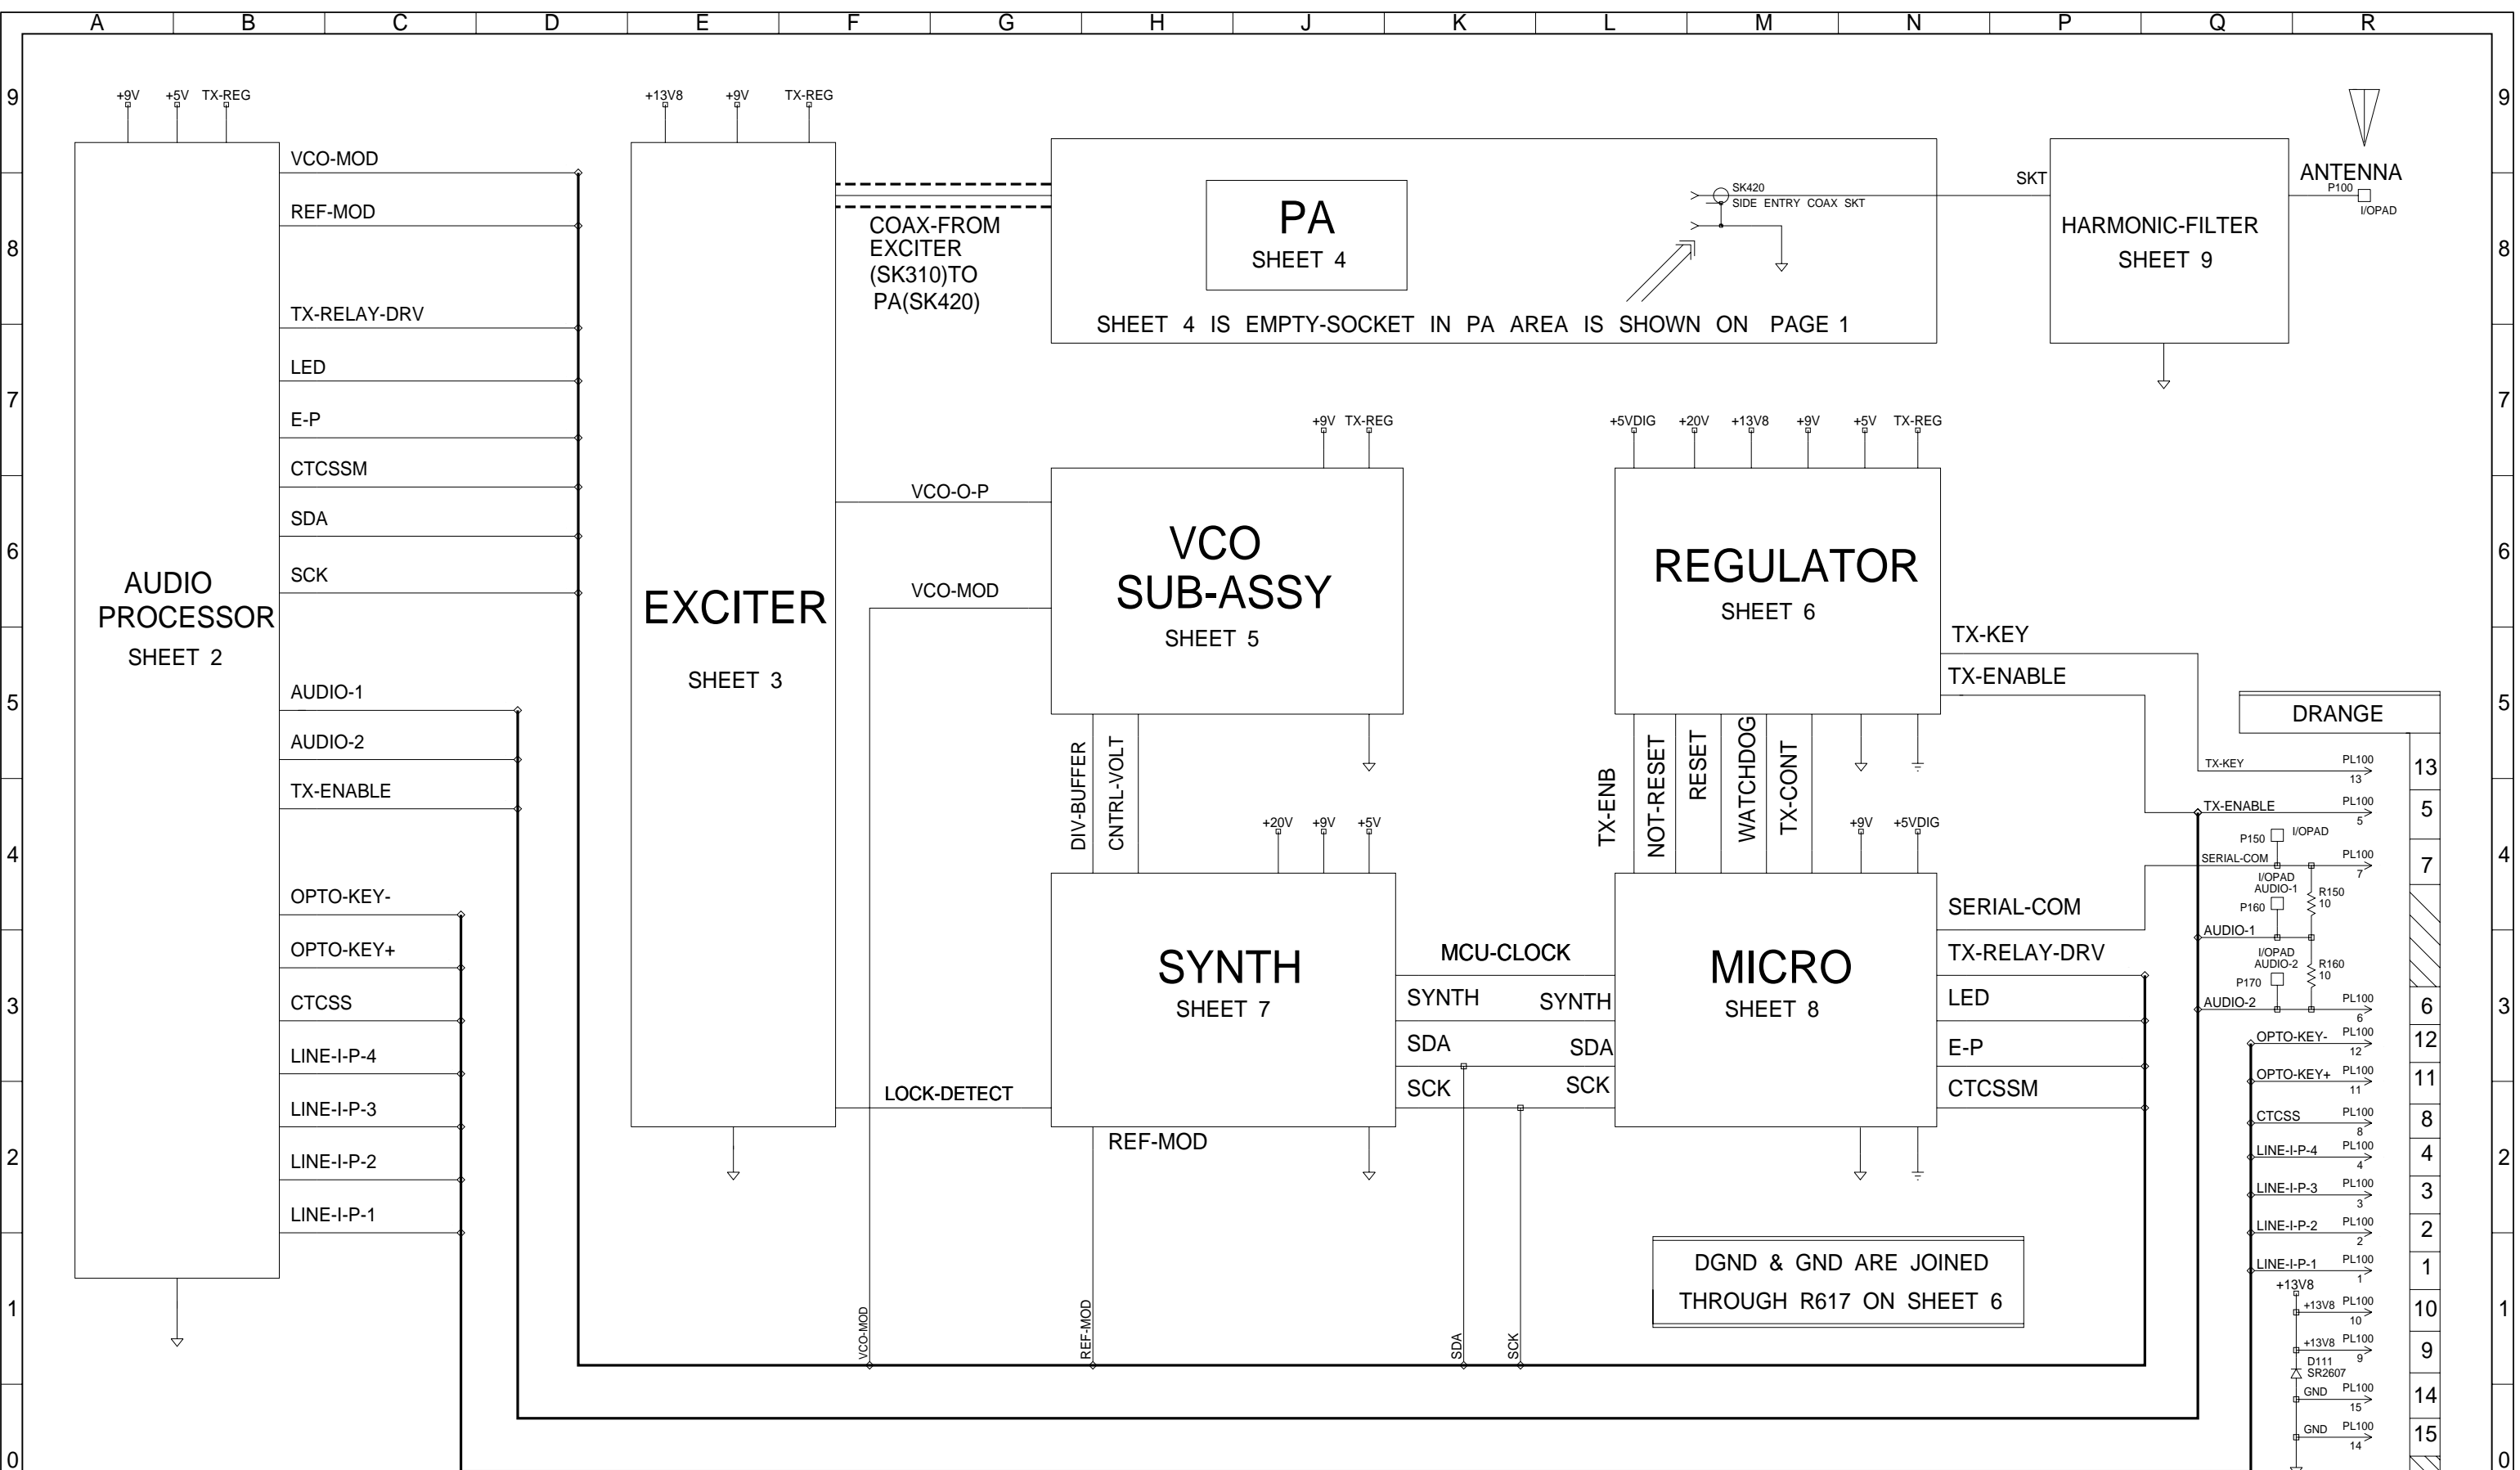 A B C D E F G H J K L M N P Q R
9 9
+9V +5V TX-REG
+13V8 +9V TX-REG
VCO-MOD
REF-MOD
TX-RELAY-DRV
LED
E-P
CTCSSM
SDA
SCK
AUDIO
PROCESSOR
SHEET 2
AUDIO-1
AUDIO-2
TX-ENABLE
OPTO-KEY-
OPTO-KEY+
CTCSS
LINE-I-P-4
LINE-I-P-3
LINE-I-P-2
LINE-I-P-1
EXCITER
SHEET 3
COAX-FROM
EXCITER
(SK310)TO
PA(SK420)
PA
SHEET 4
SK420
SIDE ENTRY COAX SKT
SHEET 4 IS EMPTY-SOCKET IN PA AREA IS SHOWN ON PAGE 1
SKT
HARMONIC-FILTER
SHEET 9
ANTENNA
P100
I/OPAD
8 8
7 7
+9V TX-REG
VCO-O-P
VCO-MOD
VCO
SUB-ASSY
SHEET 5
+5VDIG +20V +13V8 +9V +5V TX-REG
REGULATOR
SHEET 6
6 6
TX-KEY
TX-ENABLE
5 5
DIV-BUFFER
CNTRL-VOLT
TX-ENB
NOT-RESET
RESET
WATCHDOG
TX-CONT
+20V +9V +5V
+9V +5VDIG
4 4
SYNTH
SHEET 7
MCU-CLOCK
SYNTH SYNTH
SDA SDA
SCK SCK
MICRO
SHEET 8
SERIAL-COM
TX-RELAY-DRV
LED
E-P
CTCSSM
LOCK-DETECT
REF-MOD
3 3
2 2
DGND & GND ARE JOINED
THROUGH R617 ON SHEET 6
VCO-MOD
REF-MOD
SDA
SCK
1 1
0 0
DRANGE
TX-KEY PL100 13 13
TX-ENABLE PL100 5 5
P150 I/OPAD
SERIAL-COM PL100 7 7
I/OPAD
AUDIO-1
P160
R150
10
AUDIO-1
I/OPAD
AUDIO-2
P170
R160
10
AUDIO-2 PL100 6 6
OPTO-KEY- PL100 12 12
OPTO-KEY+ PL100 11 11
CTCSS PL100 8 8
LINE-I-P-4 PL100 4 4
LINE-I-P-3 PL100 3 3
LINE-I-P-2 PL100 2 2
LINE-I-P-1 PL100 1 1
+13V8
+13V8 PL100 10 10
+13V8 PL100 9 9
D111
SR2607
GND PL100 15 14
GND PL100 14 15